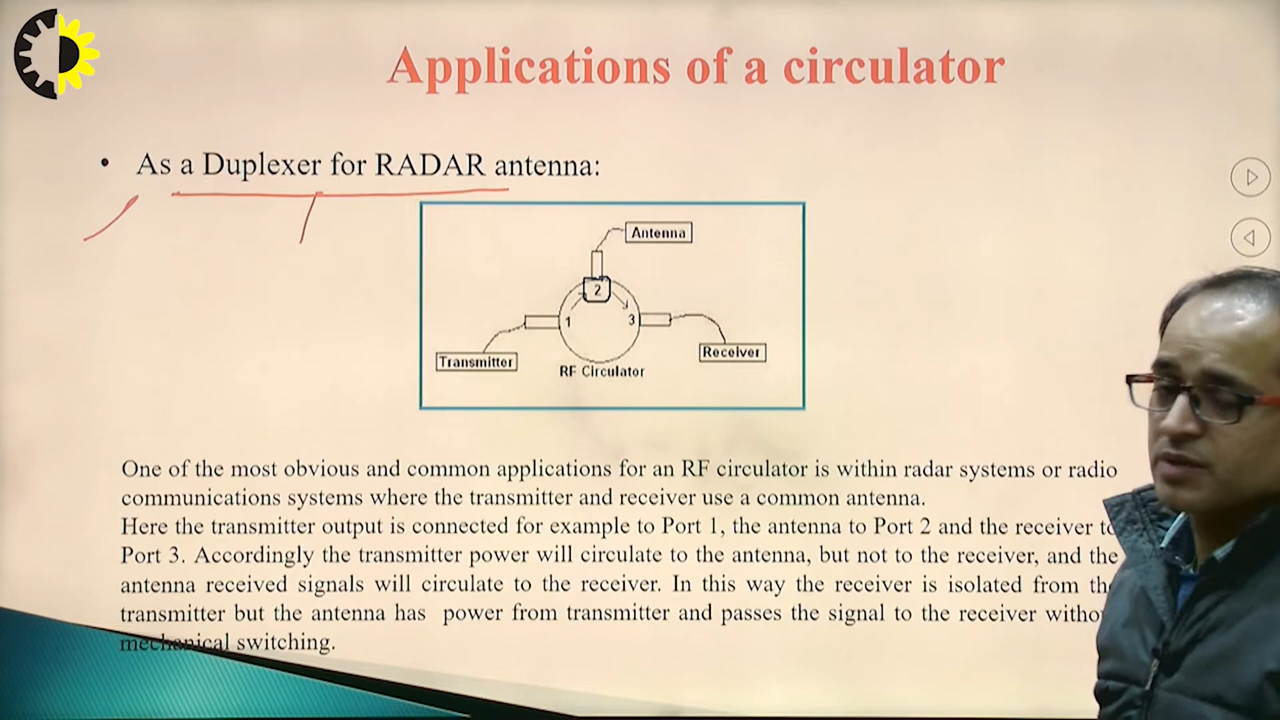 Applications of a circulator
• As a Duplexer for RADAR antenna:
Antenna
2
1
3
Transmitter
Receiver
RF Circulator
One of the most obvious and common applications for an RF circulator is within radar systems or radio
communications systems where the transmitter and receiver use a common antenna.
Here the transmitter output is connected for example to Port 1, the antenna to Port 2 and the receiver to
Port 3. Accordingly the transmitter power will circulate to the antenna, but not to the receiver, and the
antenna received signals will circulate to the receiver. In this way the receiver is isolated from the
transmitter but the antenna has power from transmitter and passes the signal to the receiver
mechanical switching.